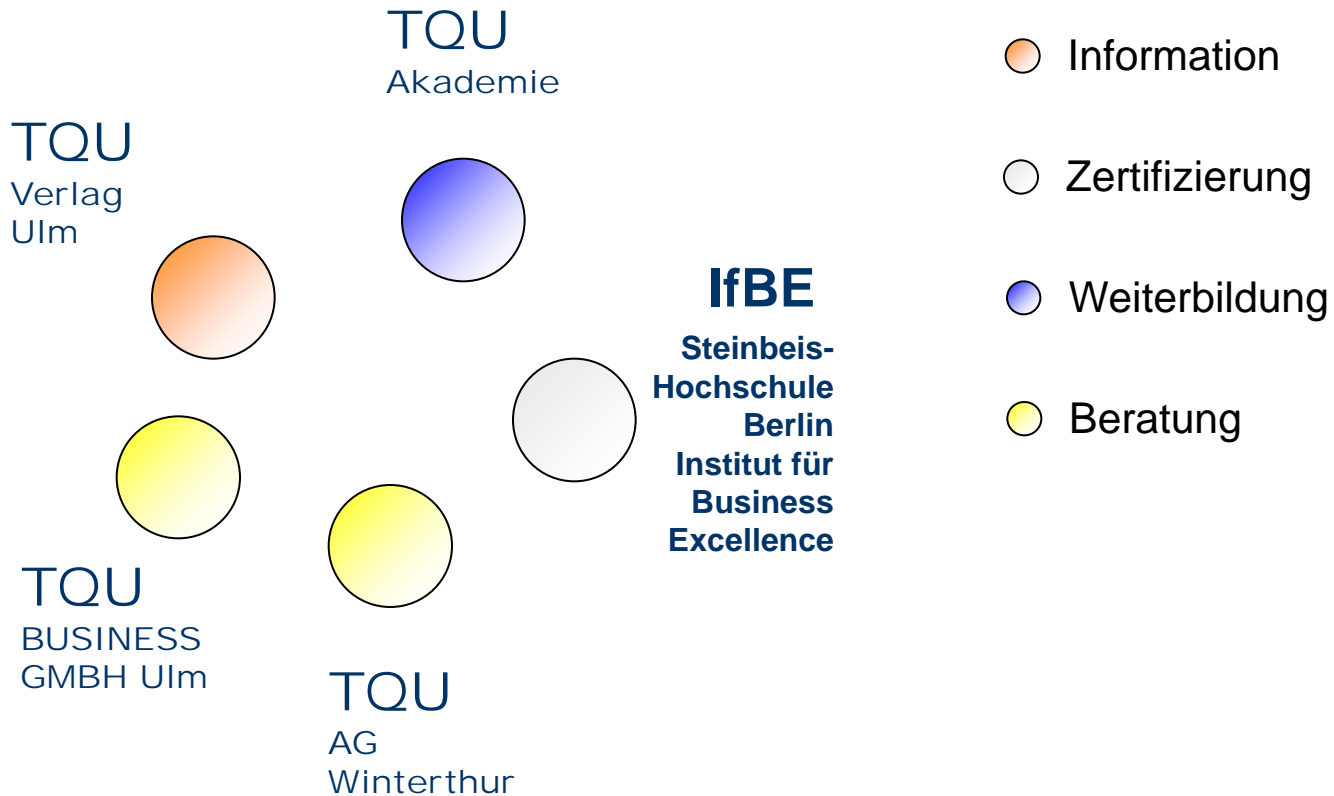 TQU
Akademie
TQU
Verlag
Ulm
IfBE
Steinbeis-
Hochschule
Berlin
Institut für
Business
Excellence
TQU
BUSINESS
GMBH Ulm
TQU
AG
Winterthur
Information
Zertifizierung
Weiterbildung
Beratung